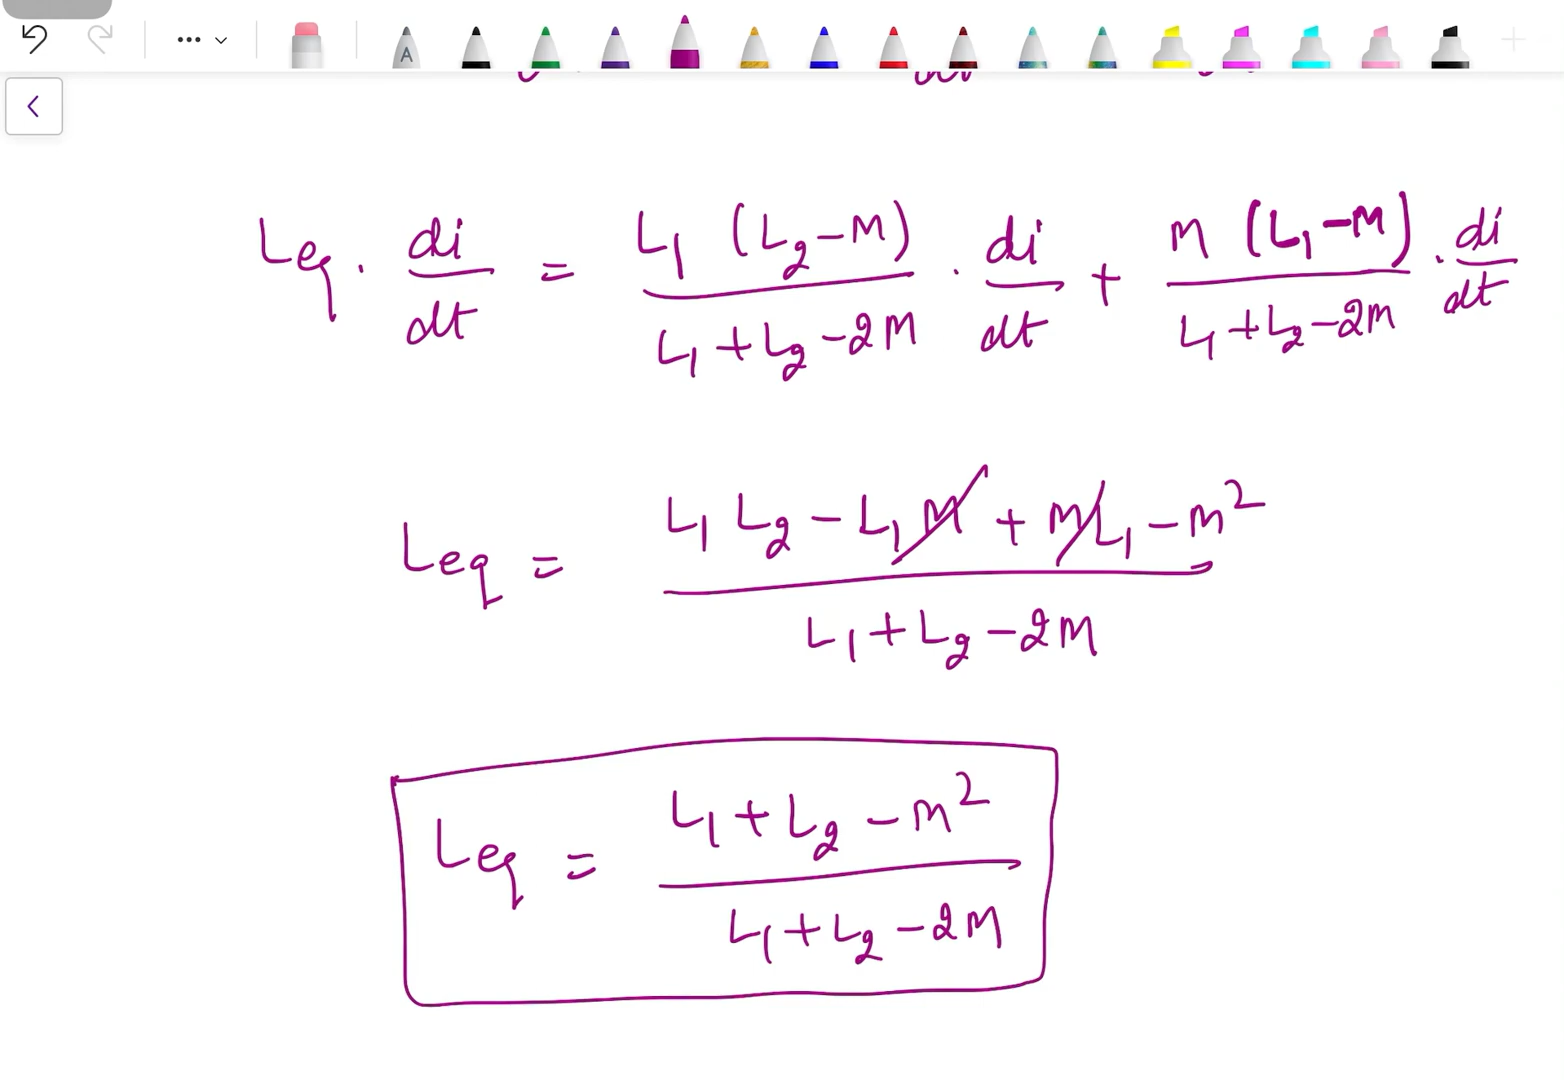 Leq . di/dt = L1 (L2-M)/L1+L2-2M . di/dt + M (L1-M)/L1+L2-2M . di/dt
Leq = L1 L2 - L1 M + ML1 - M²/L1+L2-2M
Leq = L1+L2-M²/L1+L2-2M